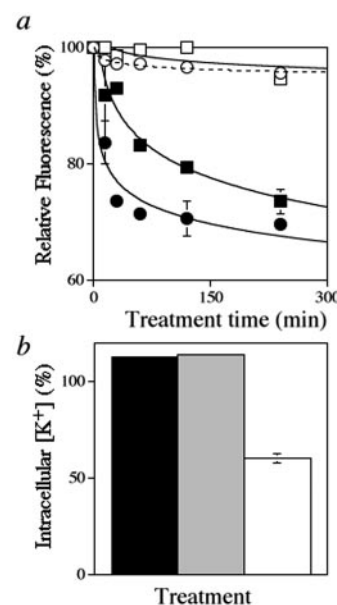 a
100
80
60
Relative Fluorescence (%)
0
150
300
Treatment time (min)
b
100
50
0
Intracellular [K+] (%)
Treatment